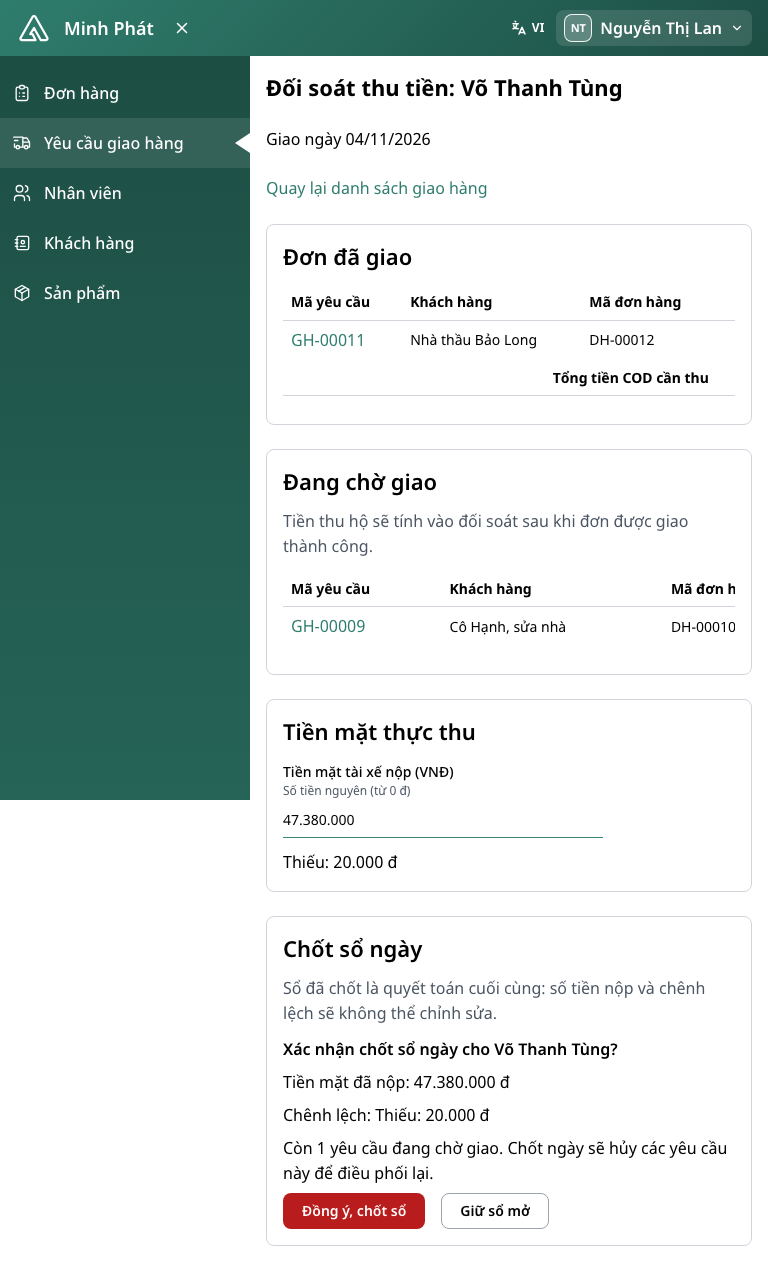 Minh Phát
VI
NT
Nguyễn Thị Lan
Đơn hàng
Yêu cầu giao hàng
Nhân viên
Khách hàng
Sản phẩm
Đối soát thu tiền: Võ Thanh Tùng
Giao ngày 04/11/2026
Quay lại danh sách giao hàng
Đơn đã giao
Mã yêu cầu Khách hàng Mã đơn hàng
GH-00011 Nhà thầu Bảo Long DH-00012
Tổng tiền COD cần thu
Đang chờ giao
Tiền thu hộ sẽ tính vào đối soát sau khi đơn được giao
thành công.
Mã yêu cầu Khách hàng Mã đơn
GH-00009 Cô Hạnh, sửa nhà DH-00010
Tiền mặt thực thu
Tiền mặt tài xế nộp (VNĐ)
Số tiền nguyên (từ 0 đ)
47.380.000
Thiếu: 20.000 đ
Chốt sổ ngày
Sổ đã chốt là quyết toán cuối cùng: số tiền nộp và chênh
lệch sẽ không thể chỉnh sửa.
Xác nhận chốt sổ ngày cho Võ Thanh Tùng?
Tiền mặt đã nộp: 47.380.000 đ
Chênh lệch: Thiếu: 20.000 đ
Còn 1 yêu cầu đang chờ giao. Chốt ngày sẽ hủy các yêu cầu
này để điều phối lại.
Đồng ý, chốt sổ
Giữ sổ mở